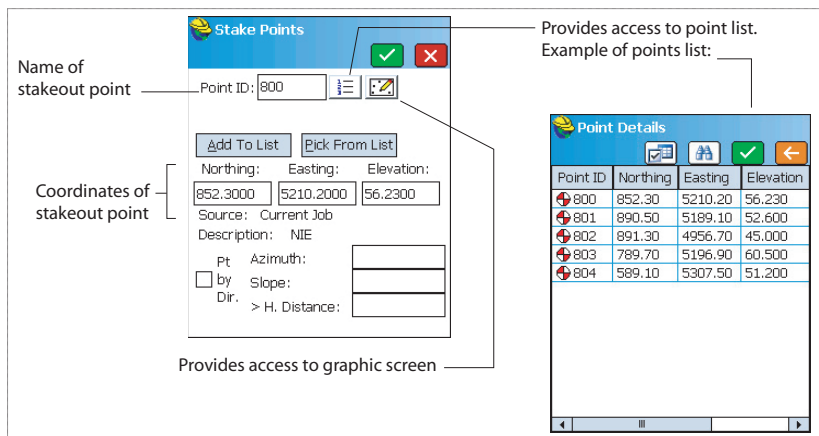 Stake Points
Name of
stakeout point
Point ID: 800
Add To List
Pick From List
Northing: Easting: Elevation:
852.3000 5210.2000 56.2300
Coordinates of
stakeout point
Source: Current Job
Description: NIE
Pt
by
Dir.
Azimuth:
Slope:
> H. Distance:
Provides access to graphic screen
Provides access to point list.
Example of points list:
Point Details
Point ID Northing Easting Elevation
800 852.30 5210.20 56.230
801 890.50 5189.10 52.600
802 891.30 4956.70 45.000
803 789.70 5196.90 60.500
804 589.10 5307.50 51.200